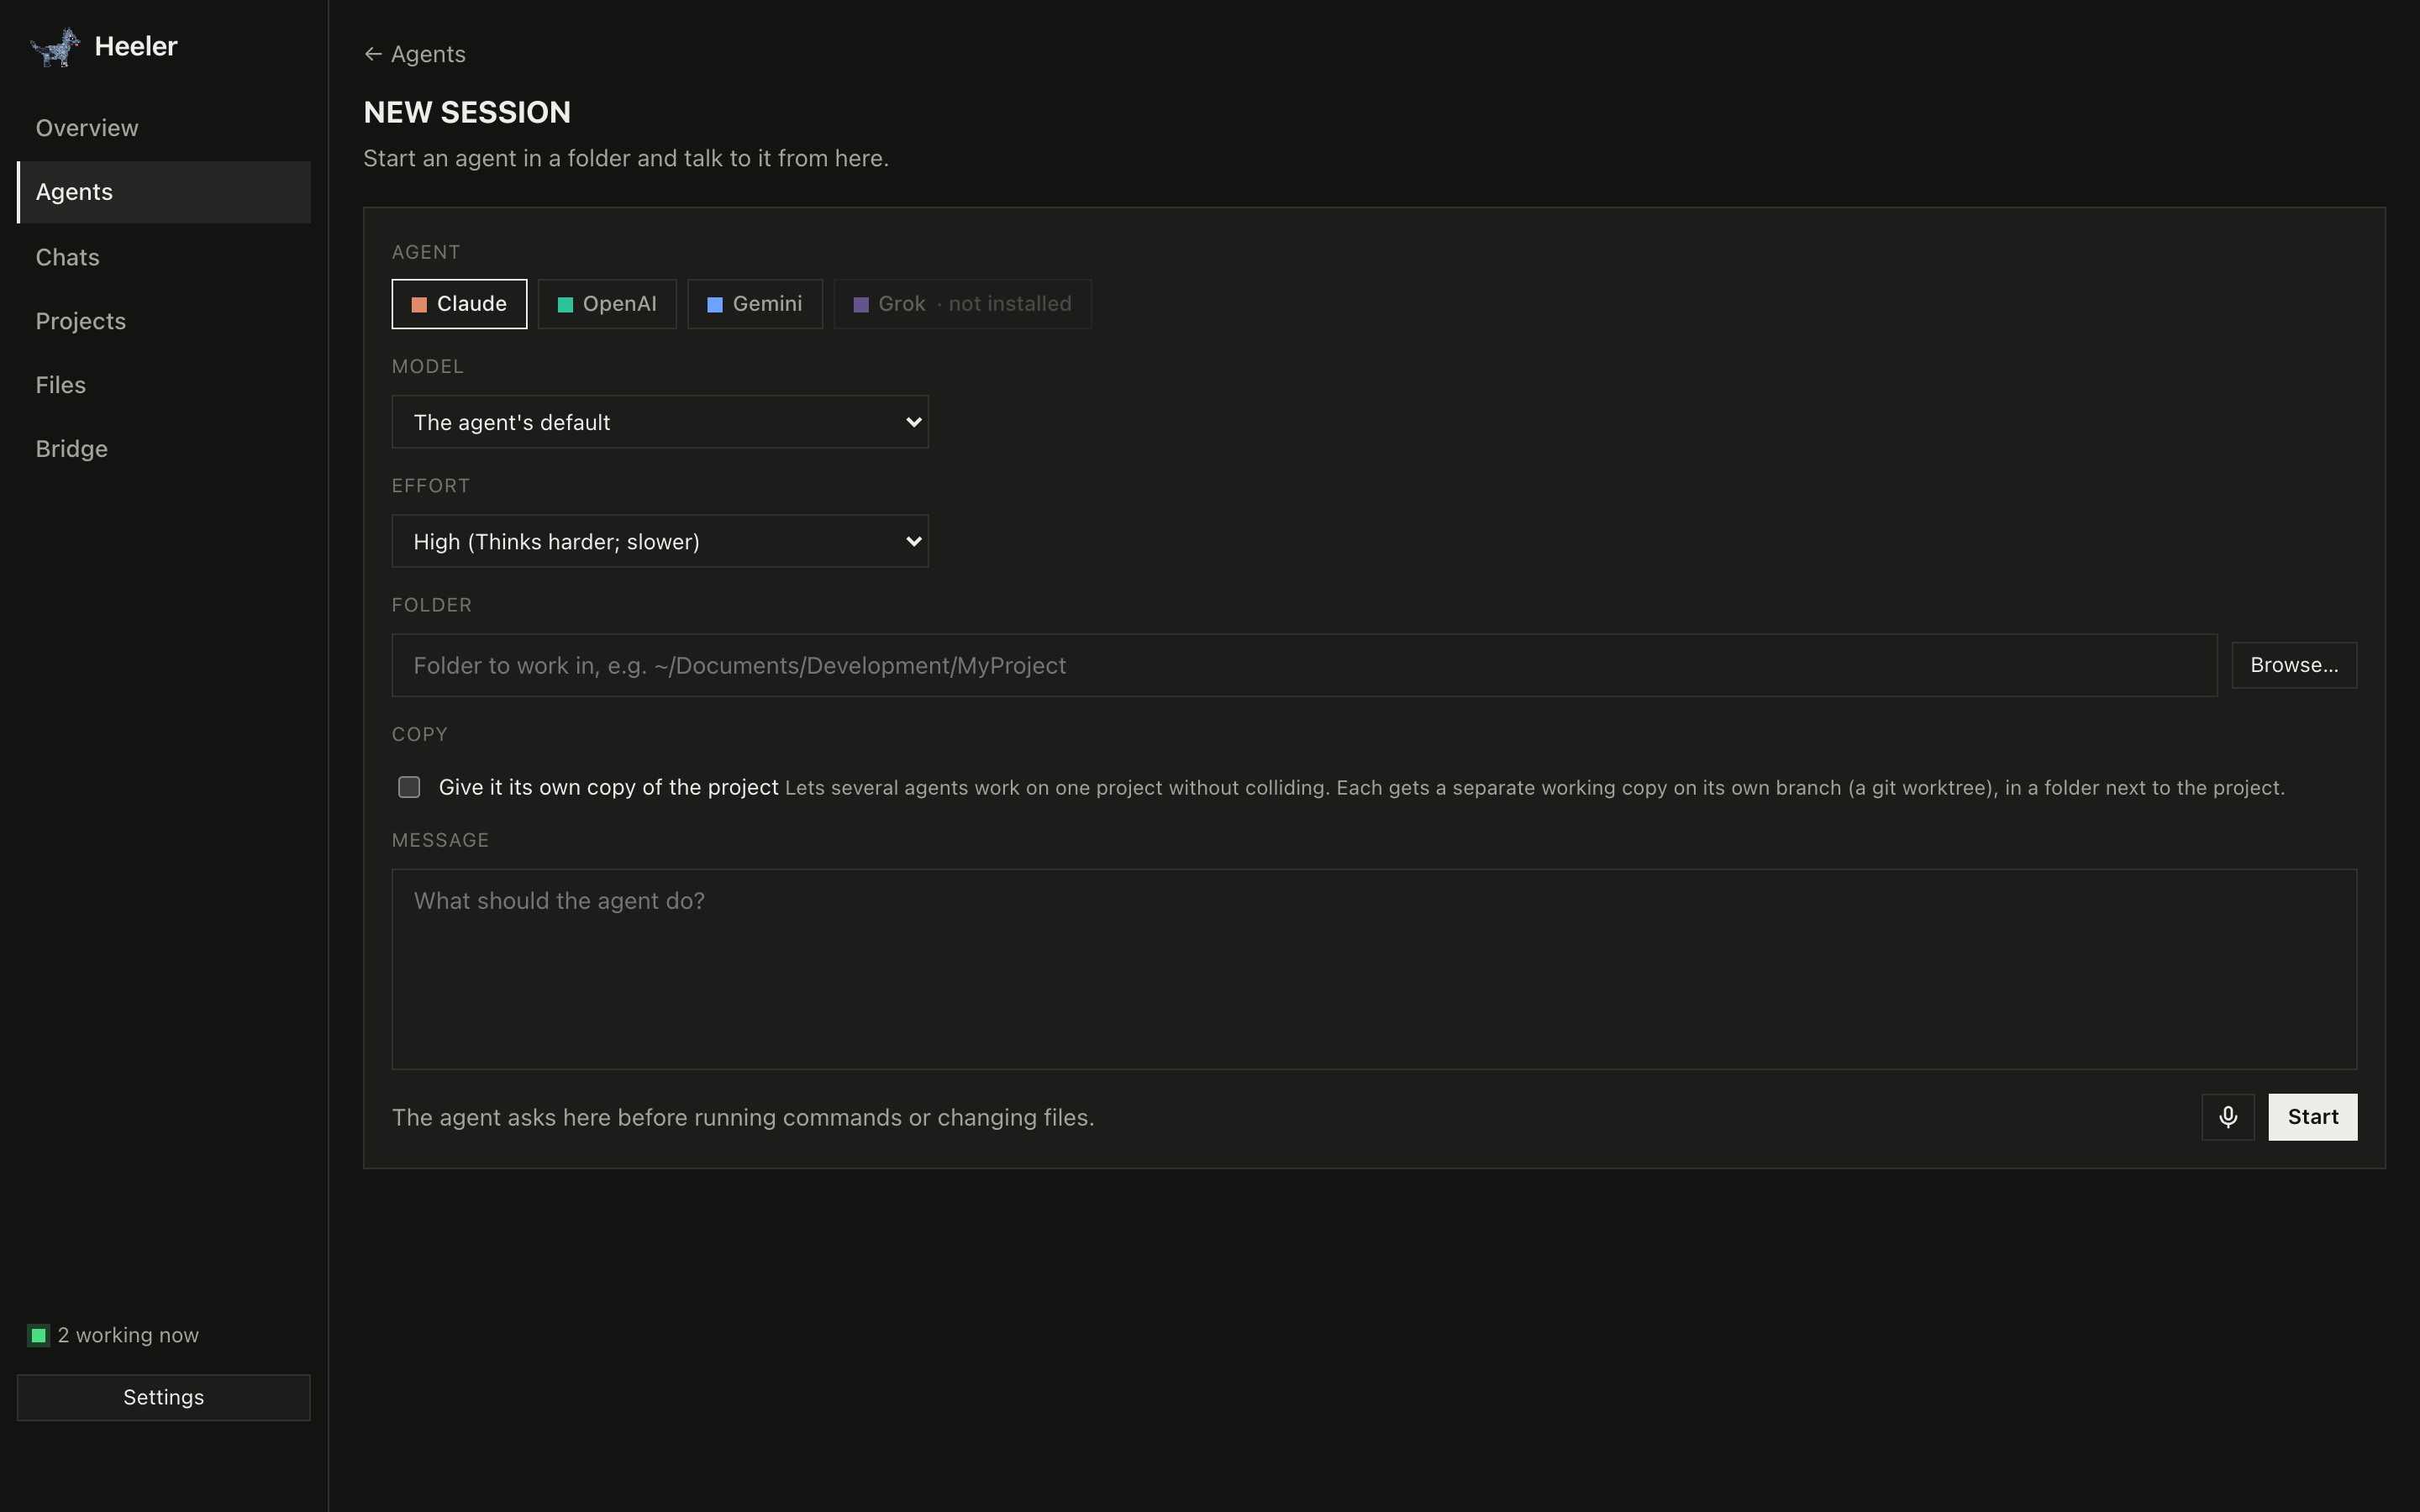 Heeler
Overview
Agents
Chats
Projects
Files
Bridge
2 working now
Settings
← Agents
NEW SESSION
Start an agent in a folder and talk to it from here.
AGENT
Claude
OpenAI
Gemini
Grok · not installed
MODEL
The agent's default
EFFORT
High (Thinks harder; slower)
FOLDER
Folder to work in, e.g. ~/Documents/Development/MyProject
Browse...
COPY
Give it its own copy of the project Lets several agents work on one project without colliding. Each gets a separate working copy on its own branch (a git worktree), in a folder next to the project.
MESSAGE
What should the agent do?
The agent asks here before running commands or changing files.
Start